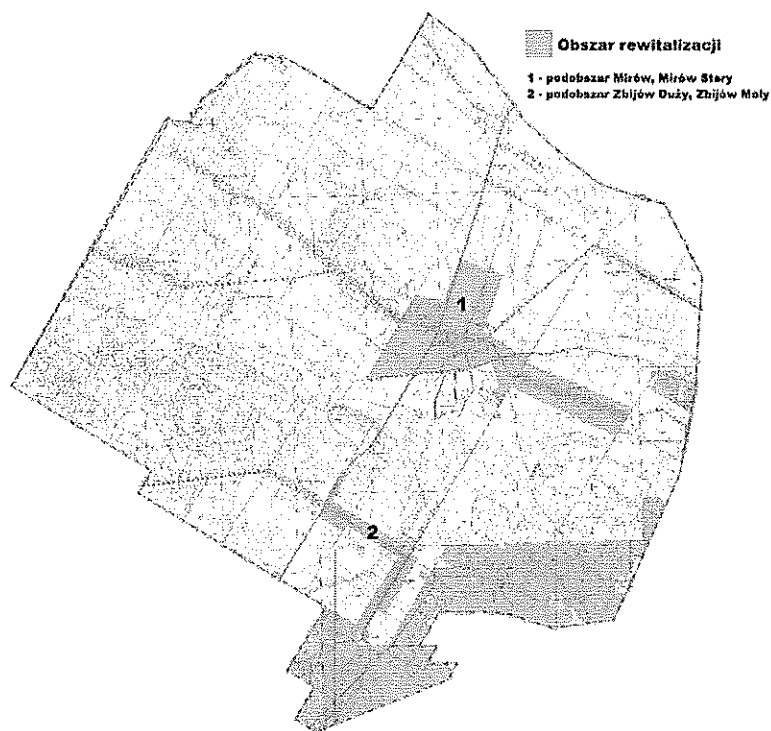 Obszar rewitalizacji
1 - podobszar Mirów, Mirów Stary
2 - podobszar Zbijów Duży, Zbijów Mały
1
2